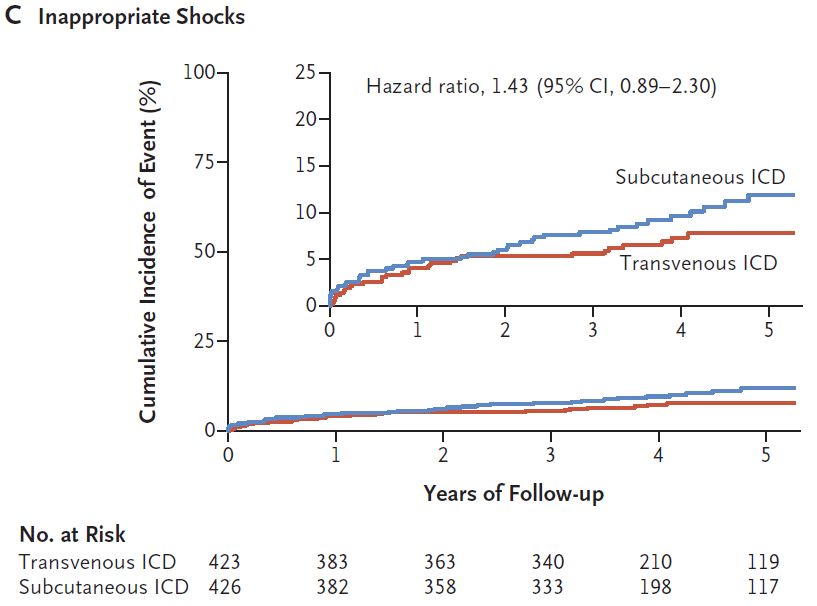 C Inappropriate Shocks
Cumulative Incidence of Event (%)
100
75
50
25
0
25
20
15
10
5
0
Hazard ratio, 1.43 (95% CI, 0.89–2.30)
Subcutaneous ICD
Transvenous ICD
0 1 2 3 4 5
0 1 2 3 4 5
Years of Follow-up
No. at Risk
Transvenous ICD 423 383 363 340 210 119
Subcutaneous ICD 426 382 358 333 198 117